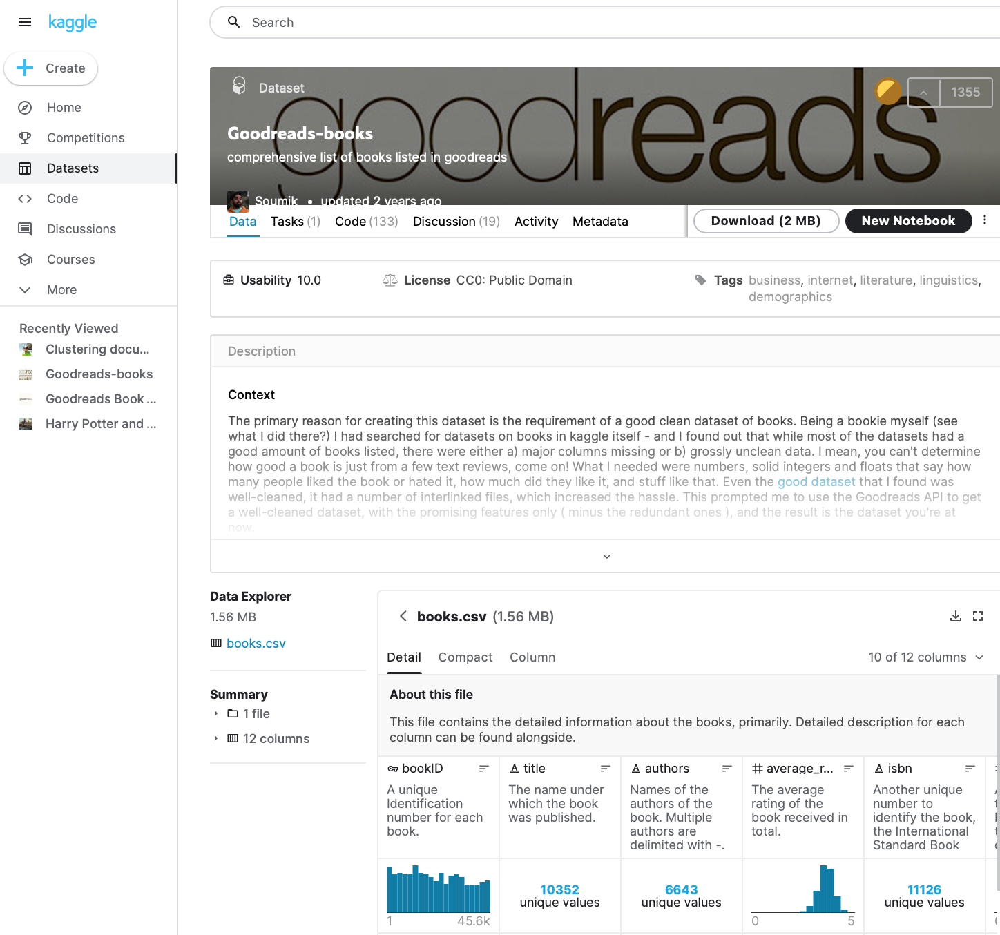 kaggle
Search
Create
Home
Competitions
Datasets
Code
Discussions
Courses
More
Recently Viewed
Clustering docu...
Goodreads-books
Goodreads Book ...
Harry Potter and ...
goodreads
Dataset
1355
Goodreads-books
comprehensive list of books listed in goodreads
Soumik • updated 2 years ago
Data Tasks (1) Code (133) Discussion (19) Activity Metadata
Download (2 MB) New Notebook
Usability 10.0
License CC0: Public Domain
Tags business, internet, literature, linguistics,
demographics
Description
Context
The primary reason for creating this dataset is the requirement of a good clean dataset of books. Being a bookie myself (see
what I did there?) I had searched for datasets on books in kaggle itself - and I found out that while most of the datasets had a
good amount of books listed, there were either a) major columns missing or b) grossly unclean data. I mean, you can't determine
how good a book is just from a few text reviews, come on! What I needed were numbers, solid integers and floats that say how
many people liked the book or hated it, how much did they like it, and stuff like that. Even the good dataset that I found was
well-cleaned, it had a number of interlinked files, which increased the hassle. This prompted me to use the Goodreads API to get
a well-cleaned dataset, with the promising features only ( minus the redundant ones ), and the result is the dataset you're at
now.
Data Explorer
1.56 MB
books.csv
Summary
1 file
12 columns
books.csv (1.56 MB)
Detail Compact Column
10 of 12 columns
About this file
This file contains the detailed information about the books, primarily. Detailed description for each
column can be found alongside.
bookID
A unique
Identification
number for each
book.
1 45.6k
title
The name under
which the book
was published.
10352
unique values
authors
Names of the
authors of the
book. Multiple
authors are
delimited with -.
6643
unique values
average_r...
The average
rating of the
book received in
total.
0 5
isbn
Another unique
number to
identify the book,
the International
Standard Book
11126
unique values